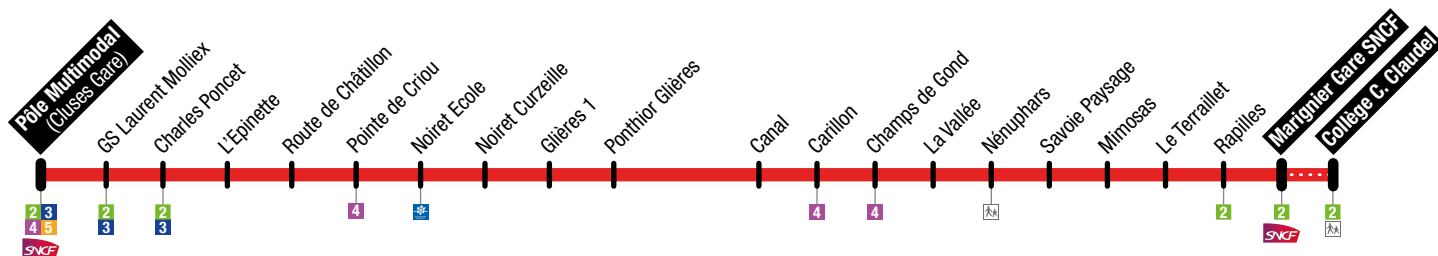 Pôle Multimodal
(Cluses Gare)
GS Laurent Molliex
Charles Poncet
L'Epinette
Route de Châtillon
Pointe de Criou
Noiret Ecole
Noiret Curzeille
Glières 1
Ponthior Glières
Canal
Carillon
Champs de Gond
La Vallée
Nénuphars
Savoie Paysage
Mimosas
Le Terraillet
Rapilles
Marignier Gare SNCF
Collège C. Claudel
2 3
4 5
SNCF
2
3
2
3
4
4
4
2
2
SNCF
2